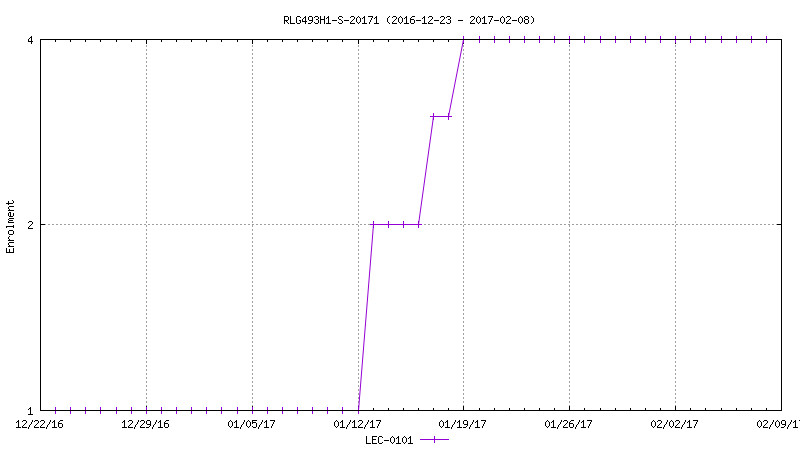 RLG493H1-S-20171 (2016-12-23 - 2017-02-08)
4
2
1
Enrolment
12/22/16 12/29/16 01/05/17 01/12/17 01/19/17 01/26/17 02/02/17 02/09/1
LEC-0101